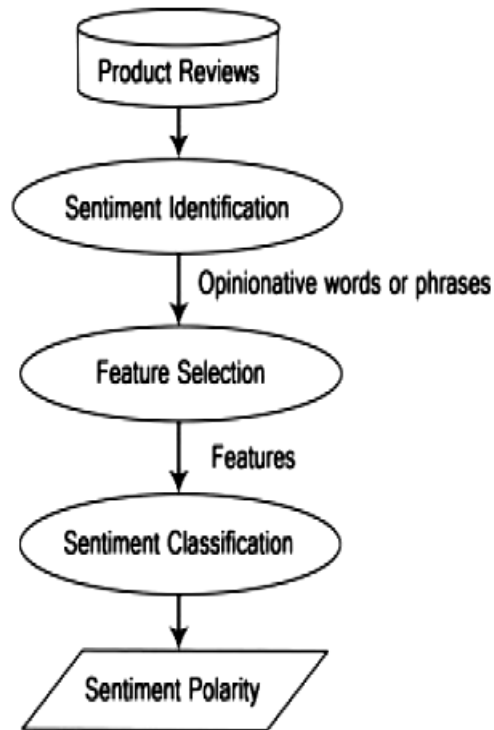 Product Reviews
Sentiment Identification
Opinionative words or phrases
Feature Selection
Features
Sentiment Classification
Sentiment Polarity